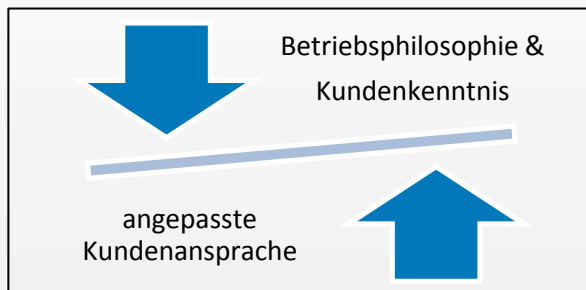 Betriebsphilosophie &
Kundenkenntnis
angepasste
Kundenansprache